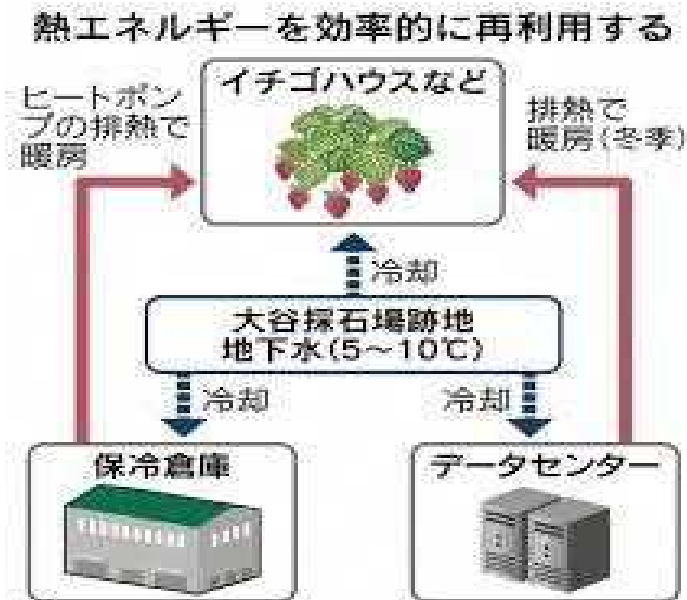 熱エネルギーを効率的に再利用する
イチゴハウスなど
ヒートポン
プの排熱で
暖房
排熱で
暖房(冬季)
冷却
大谷採石場跡地
地下水(5〜10℃)
冷却
冷却
保冷倉庫
データセンター